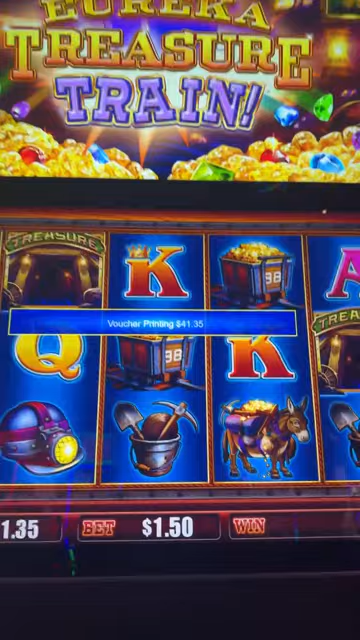 EUREKA
TREASURE
TRAIN!
TREASURE
K
38
A
Voucher Printing $41.35
TREA
Q
38
K
1.35
BET
$1.50
WIN